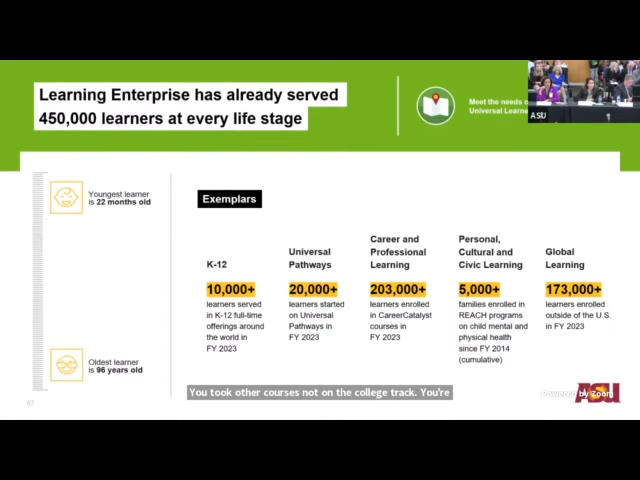 Learning Enterprise has already served
450,000 learners at every life stage
Meet the needs
Universal
ASU
Youngest learner
is 22 months old
Exemplars
K-12
10,000+
learners served
in K-12 full-time
offerings around
the world in
FY 2023
Universal
Pathways
20,000+
learners started
on Universal
Pathways in
FY 2023
Career and
Professional
Learning
203,000+
learners enrolled
in CareerCatalyst
courses in
FY 2023
Personal,
Cultural and
Civic Learning
5,000+
families enrolled in
REACH programs
on child mental and
physical health
since FY 2014
(cumulative)
Global
Learning
173,000+
learners enrolled
outside of the U.S.
in FY 2023
Oldest learner
is 96 years old
You took other courses not on the college track. You're
Powered by Zoom
ASU
67